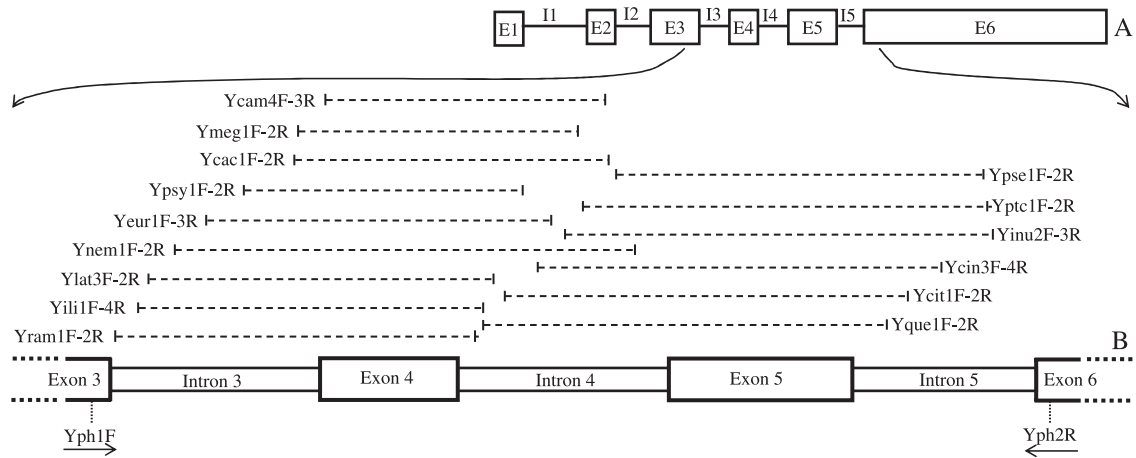 I1 I2 I3 I4 I5
E1 E2 E3 E4 E5 E6 A
Ycam4F-3R
Ymeg1F-2R
Ycac1F-2R
Ypse1F-2R
Ypsy1F-2R
Yptc1F-2R
Yeur1F-3R
Yinu2F-3R
Ynem1F-2R
Ycin3F-4R
Ylat3F-2R
Ycit1F-2R
Yili1F-4R
Yque1F-2R
Yram1F-2R
B
Exon 3 Intron 3 Exon 4 Intron 4 Exon 5 Intron 5 Exon 6
Yph1F Yph2R